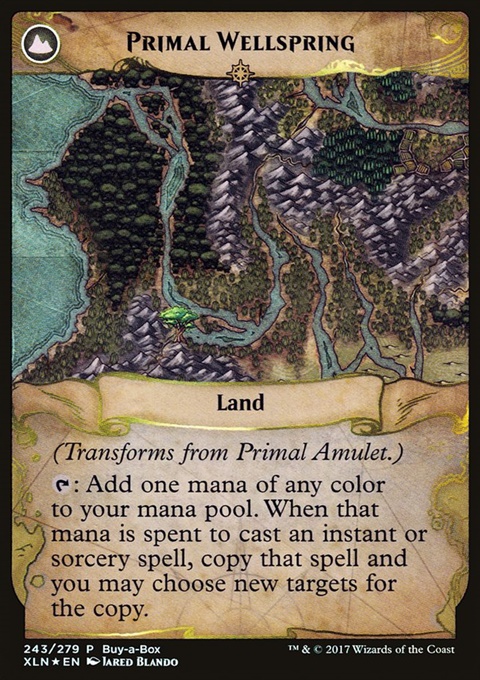 Primal Wellspring
Land
(Transforms from Primal Amulet.)
: Add one mana of any color
to your mana pool. When that
mana is spent to cast an instant or
sorcery spell, copy that spell and
you may choose new targets for
the copy.
243/279 P Buy-a-Box
XLN★EN Jared Blando
™ & © 2017 Wizards of the Coast